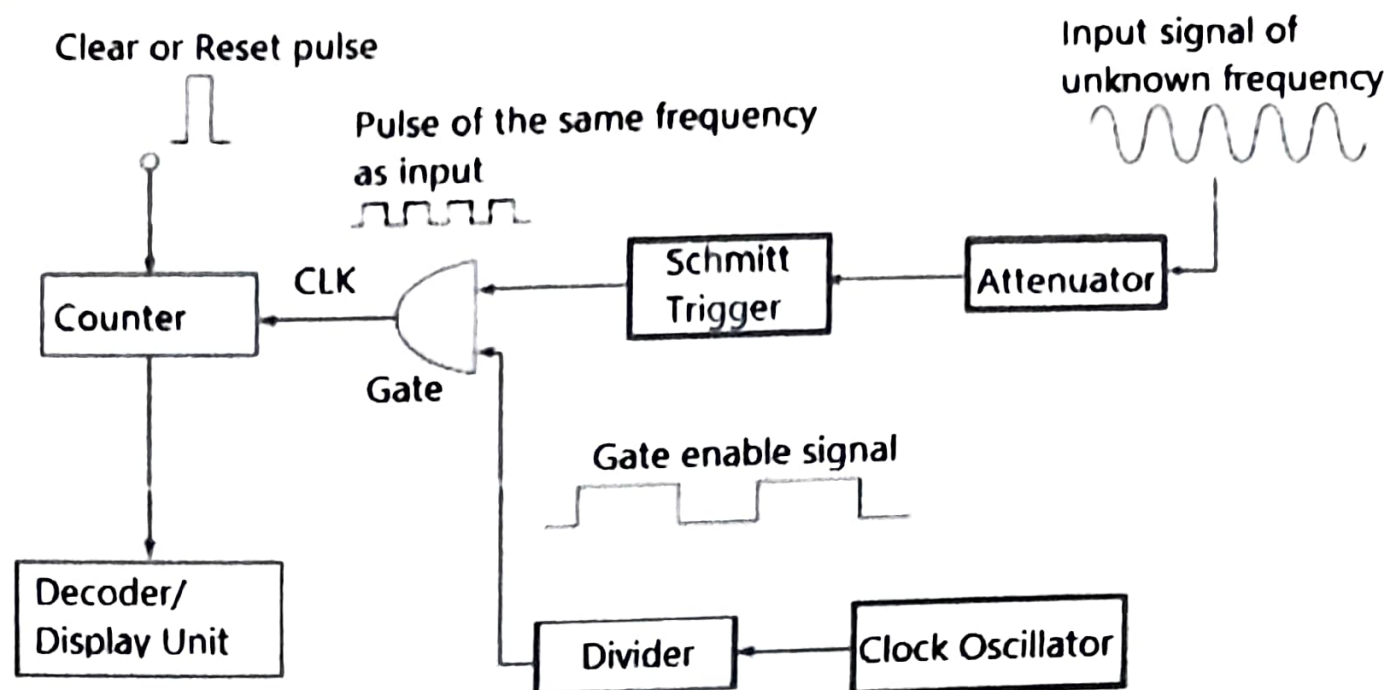 Clear or Reset pulse
Input signal of
unknown frequency
Pulse of the same frequency
as input
Counter
CLK
Gate
Schmitt
Trigger
Attenuator
Gate enable signal
Decoder/
Display Unit
Divider
Clock Oscillator